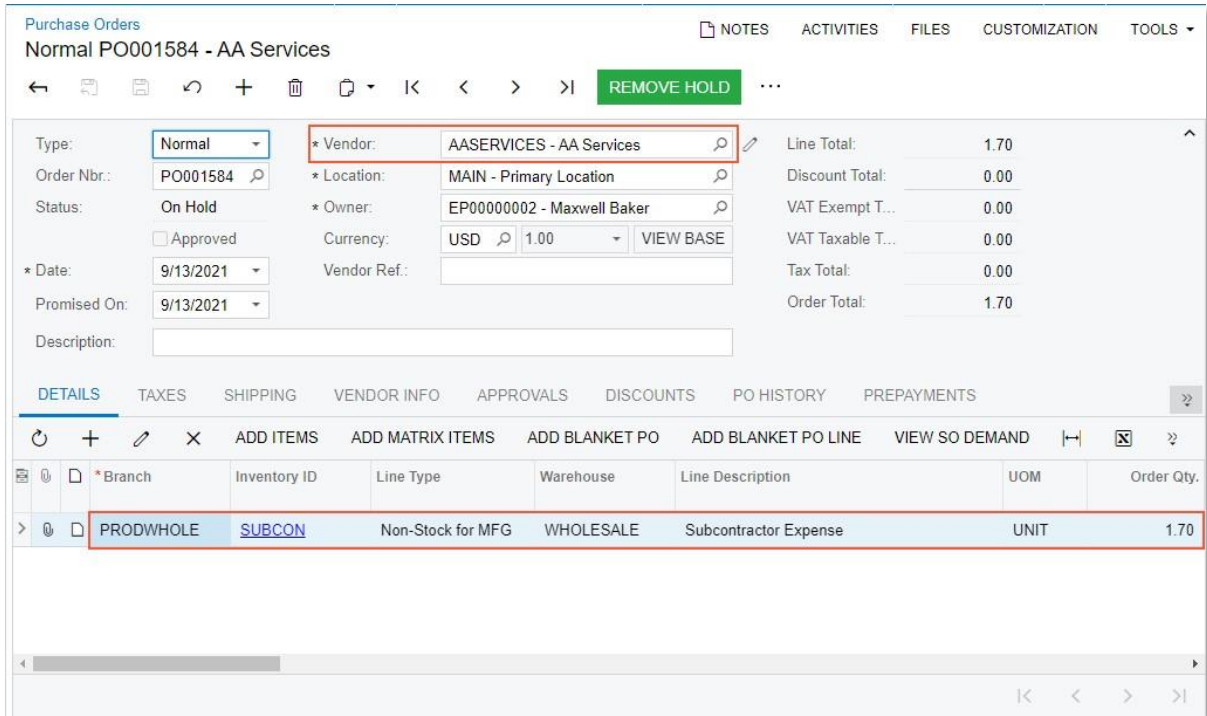 Purchase Orders
NOTES ACTIVITIES FILES CUSTOMIZATION TOOLS
Normal PO001584 - AA Services
REMOVE HOLD ...
Type: Normal * Vendor: AASERVICES - AA Services Line Total: 1.70
Order Nbr.: PO001584 * Location: MAIN - Primary Location Discount Total: 0.00
Status: On Hold * Owner: EP00000002 - Maxwell Baker VAT Exempt T... 0.00
Approved Currency: USD 1.00 VIEW BASE VAT Taxable T... 0.00
* Date: 9/13/2021 Vendor Ref.: Tax Total: 0.00
Promised On: 9/13/2021 Order Total: 1.70
Description:
DETAILS TAXES SHIPPING VENDOR INFO APPROVALS DISCOUNTS PO HISTORY PREPAYMENTS
ADD ITEMS ADD MATRIX ITEMS ADD BLANKET PO ADD BLANKET PO LINE VIEW SO DEMAND
* Branch Inventory ID Line Type Warehouse Line Description UOM Order Qty.
PRODWHOLE SUBCON Non-Stock for MFG WHOLESALE Subcontractor Expense UNIT 1.70